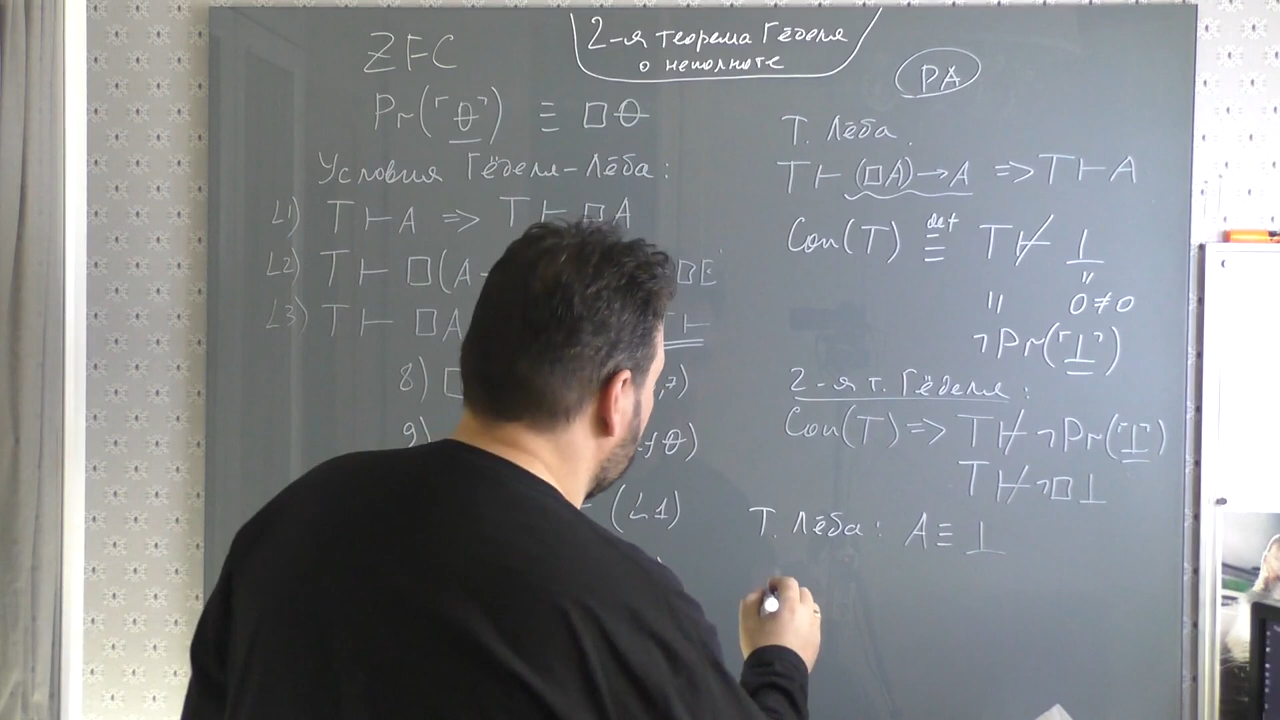 ZFC
2-я теорема Гёделя
о неполноте
PA
Pr(⌜θ⌝) ≡ □θ
Условия Гёделя-Лёба:
L1) T ⊢ A => T ⊢ □A
L2) T ⊢ □(A
L3) T ⊢ □A
8) □
,7)
9)
(L1)
Т. Лёба.
T ⊢ (□A) → A => T ⊢ A
Con(T) ≡ def T ⊬ ⊥
" "
0 ≠ 0
¬Pr(⌜⊥⌝)
2-я т. Гёделя:
Con(T) => T ⊬ ¬Pr(⌜⊥⌝)
T ⊬ ¬□⊥
Т. Лёба: A ≡ ⊥